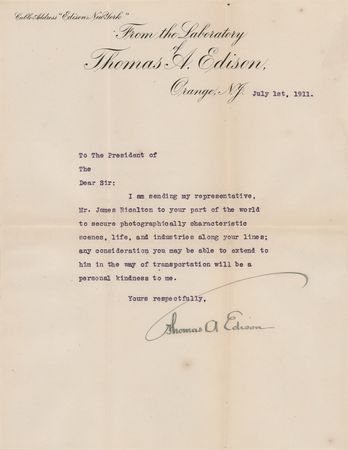 Cable Address "Edison, New York"
From the Laboratory
of
Thomas A. Edison,
Orange, N.J. July 1st, 1911.
To The President of
The
Dear Sir:
I am sending my representative,
Mr. James Ricalton to your part of the world
to secure photographically characteristic
scenes, life, and industries along your lines;
any consideration you may be able to extend to
him in the way of transportation will be a
personal kindness to me.
Yours respectfully,
Thomas A Edison